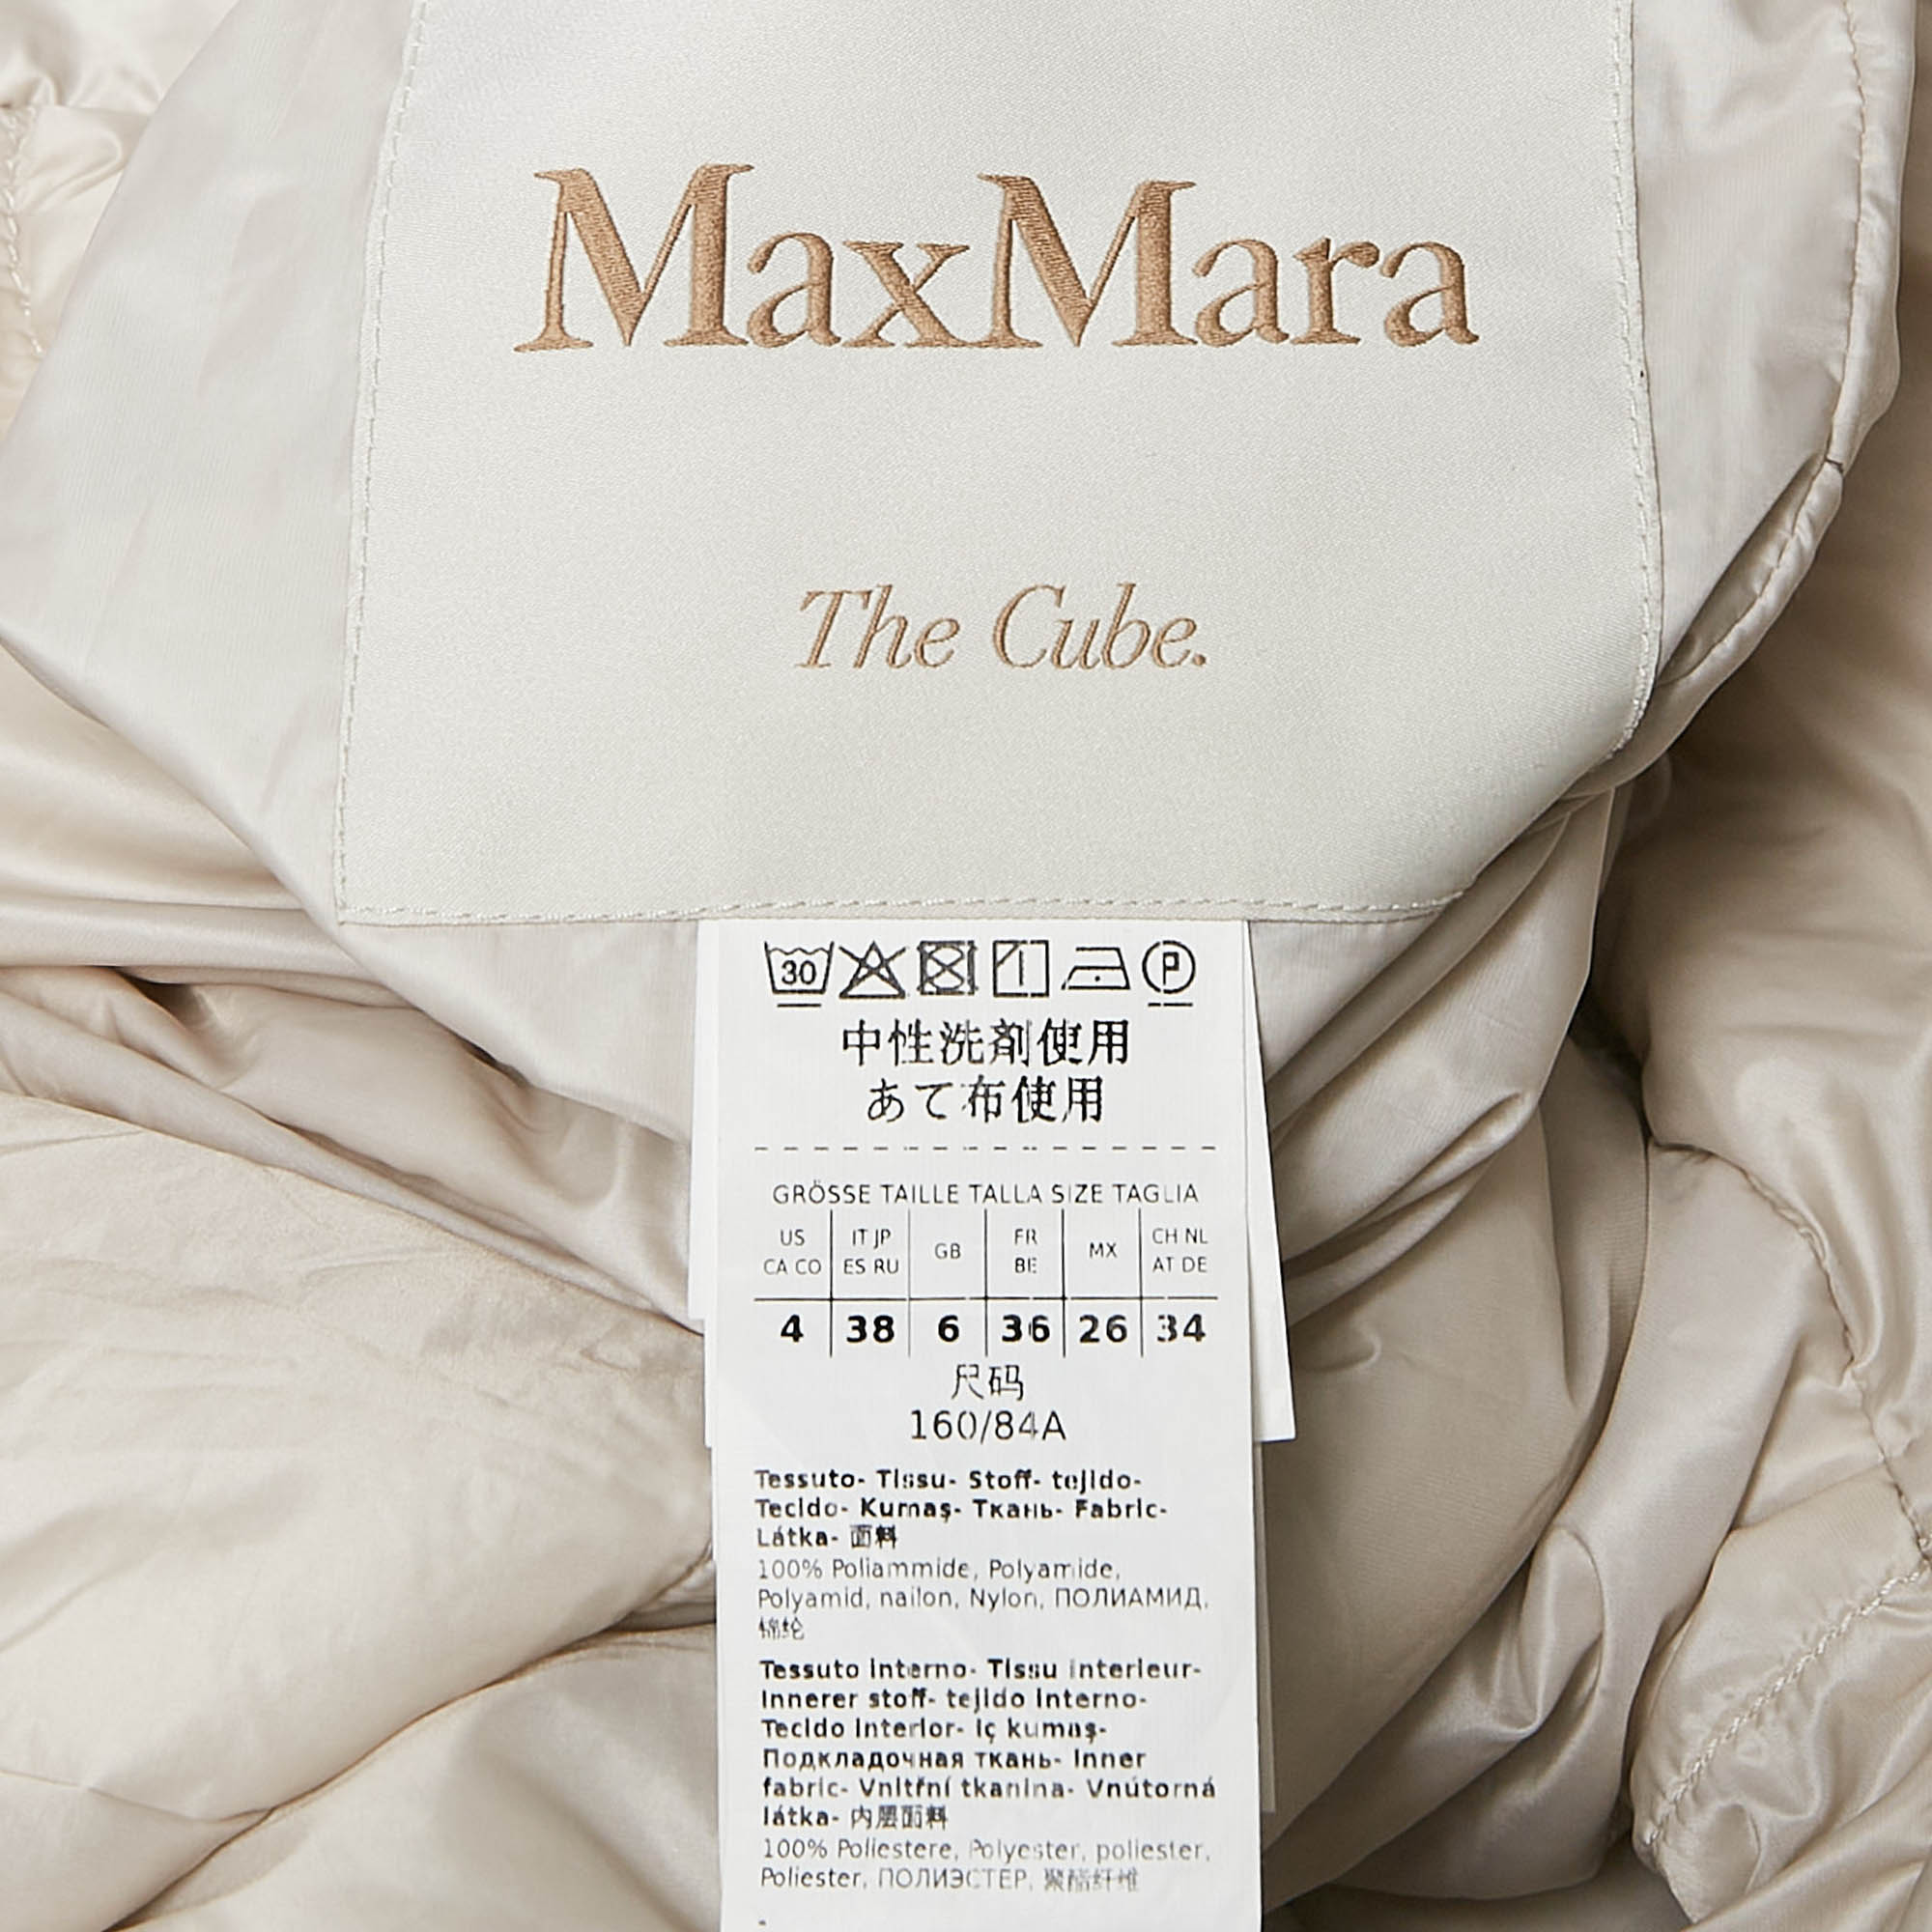 MaxMara
The Cube.
30
P
中性洗剤使用
あて布使用
GRÖSSE TAILLE TALLA SIZE TAGLIA
US CA CO IT JP ES RU GB FR BE MX CH NL AT DE
4 38 6 36 26 34
尺码
160/84A
Tessuto- Tissu- Stoff- tejido-
Tecido- Kumaş- Ткань- Fabric-
Látka- 面料
100% Poliammide, Polyamide,
Polyamid, nailon, Nylon, ПОЛИАМИД,
锦纶
Tessuto interno- Tissu interieur-
Innerer stoff- tejido interno-
Tecido interior- iç kumaş-
Подкладочная ткань- Inner
fabric- Vnitřní tkanina- Vnútorná
látka- 内层面料
100% Poliestere, Polyester, poliester,
Poliester, ПОЛИЭСТЕР, 聚酯纤维